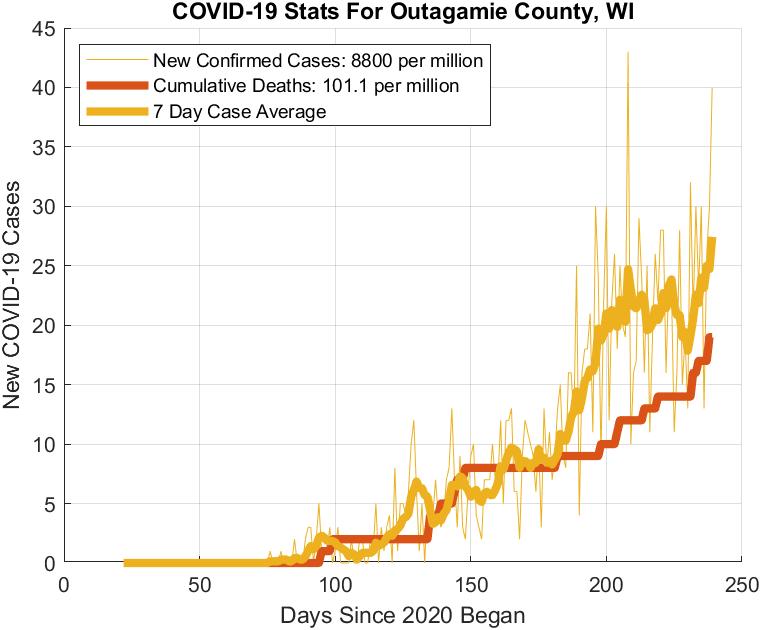 COVID-19 Stats For Outagamie County, WI
New Confirmed Cases: 8800 per million
Cumulative Deaths: 101.1 per million
7 Day Case Average
45
40
35
30
25
20
15
10
5
0
New COVID-19 Cases
0 50 100 150 200 250
Days Since 2020 Began